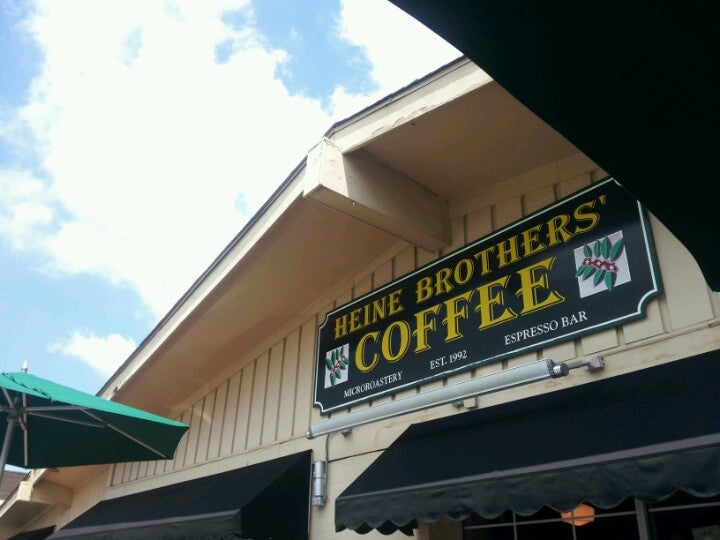 HEINE BROTHERS'
COFFEE
MICROROASTERY EST. 1992 ESPRESSO BAR